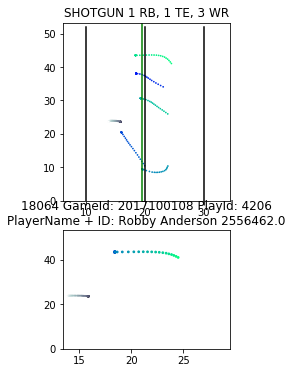 SHOTGUN 1 RB, 1 TE, 3 WR
50
40
30
20
10
0
10 20 30
18064 GameId: 2017100108 PlayId: 4206
PlayerName + ID: Robby Anderson 2556462.0
40
20
0
15 20 25